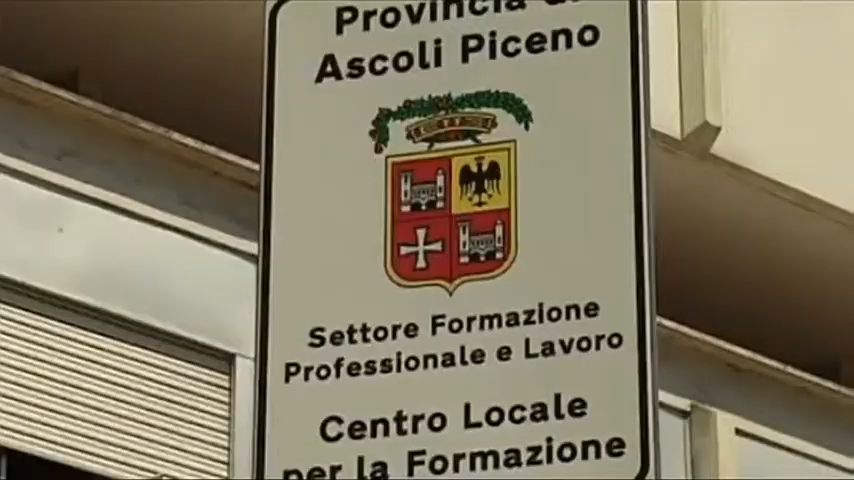 Provincia di
Ascoli Piceno
Settore Formazione
Professionale e Lavoro
Centro Locale
per la Formazione